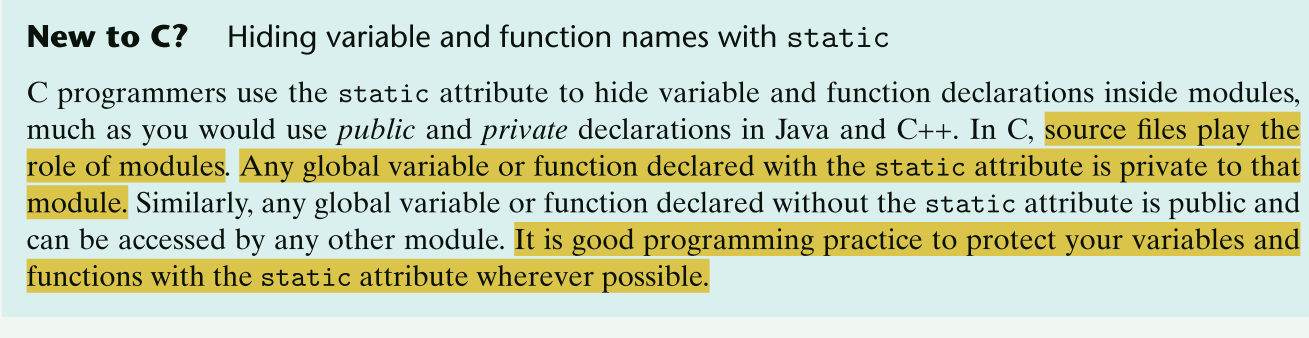 New to C? Hiding variable and function names with static
C programmers use the static attribute to hide variable and function declarations inside modules,
much as you would use public and private declarations in Java and C++. In C, source files play the
role of modules. Any global variable or function declared with the static attribute is private to that
module. Similarly, any global variable or function declared without the static attribute is public and
can be accessed by any other module. It is good programming practice to protect your variables and
functions with the static attribute wherever possible.